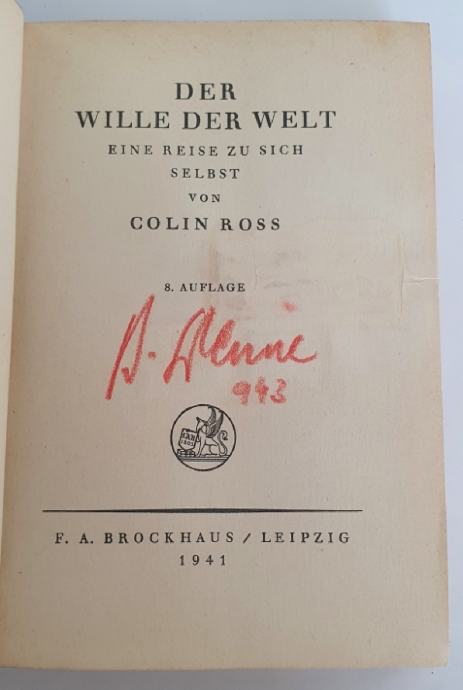 DER
WILLE DER WELT
EINE REISE ZU SICH
SELBST
VON
COLIN ROSS
8. AUFLAGE
943
F. A. BROCKHAUS / LEIPZIG
1941